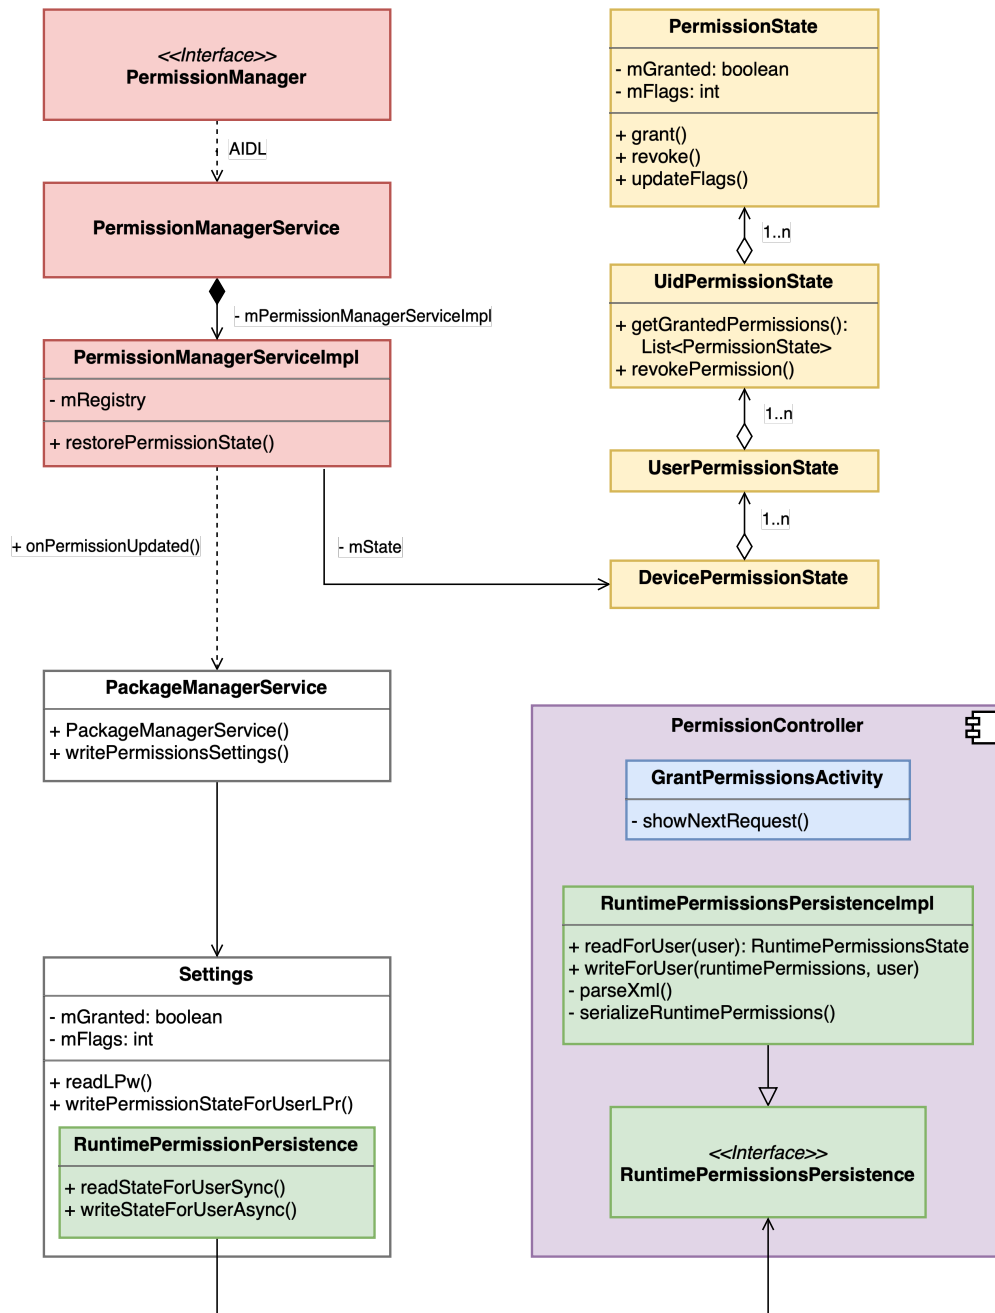 <<Interface>>
PermissionManager
AIDL
PermissionManagerService
- mPermissionManagerServiceImpl
PermissionManagerServiceImpl
- mRegistry
+ restorePermissionState()
+ onPermissionUpdated()
- mState
PermissionState
- mGranted: boolean
- mFlags: int
+ grant()
+ revoke()
+ updateFlags()
1..n
UidPermissionState
+ getGrantedPermissions():
List<PermissionState>
+ revokePermission()
1..n
UserPermissionState
1..n
DevicePermissionState
PackageManagerService
+ PackageManagerService()
+ writePermissionsSettings()
Settings
- mGranted: boolean
- mFlags: int
+ readLPw()
+ writePermissionStateForUserLPr()
RuntimePermissionPersistence
+ readStateForUserSync()
+ writeStateForUserAsync()
PermissionController
GrantPermissionsActivity
- showNextRequest()
RuntimePermissionsPersistenceImpl
+ readForUser(user): RuntimePermissionsState
+ writeForUser(runtimePermissions, user)
- parseXml()
- serializeRuntimePermissions()
<<Interface>>
RuntimePermissionsPersistence